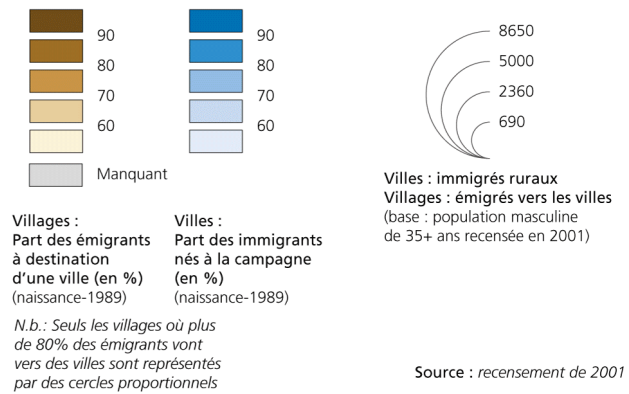 90
80
70
60
90
80
70
60
Manquant
8650
5000
2360
690
Villes : immigrés ruraux
Villages : émigrés vers les villes
(base : population masculine
de 35+ ans recensée en 2001)
Villages :
Part des émigrants
à destination
d'une ville (en %)
(naissance-1989)
Villes :
Part des immigrants
nés à la campagne
(en %)
(naissance-1989)
N.b.: Seuls les villages où plus
de 80% des émigrants vont
vers des villes sont représentés
par des cercles proportionnels
Source : recensement de 2001